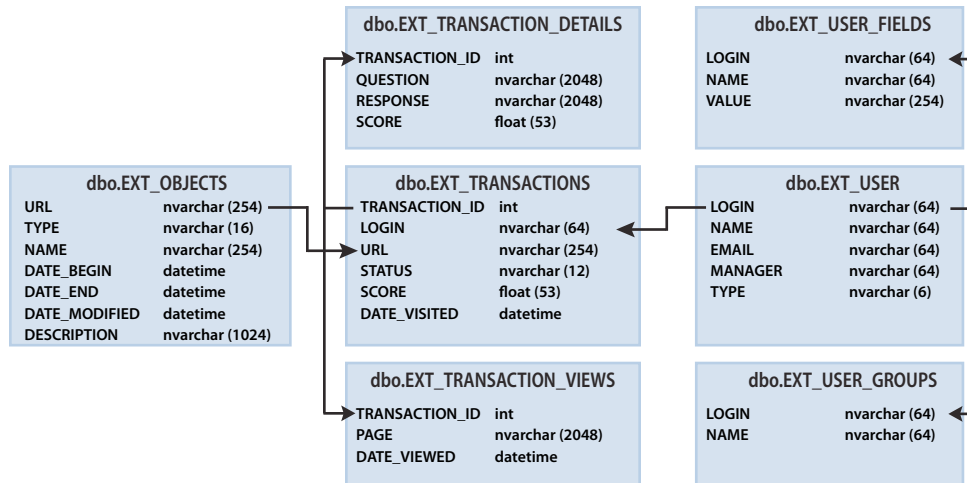 dbo.EXT_TRANSACTION_DETAILS
TRANSACTION_ID int
QUESTION nvarchar (2048)
RESPONSE nvarchar (2048)
SCORE float (53)
dbo.EXT_USER_FIELDS
LOGIN nvarchar (64)
NAME nvarchar (64)
VALUE nvarchar (254)
dbo.EXT_OBJECTS
URL nvarchar (254)
TYPE nvarchar (16)
NAME nvarchar (254)
DATE_BEGIN datetime
DATE_END datetime
DATE_MODIFIED datetime
DESCRIPTION nvarchar (1024)
dbo.EXT_TRANSACTIONS
TRANSACTION_ID int
LOGIN nvarchar (64)
URL nvarchar (254)
STATUS nvarchar (12)
SCORE float (53)
DATE_VISITED datetime
dbo.EXT_USER
LOGIN nvarchar (64)
NAME nvarchar (64)
EMAIL nvarchar (64)
MANAGER nvarchar (64)
TYPE nvarchar (6)
dbo.EXT_TRANSACTION_VIEWS
TRANSACTION_ID int
PAGE nvarchar (2048)
DATE_VIEWED datetime
dbo.EXT_USER_GROUPS
LOGIN nvarchar (64)
NAME nvarchar (64)